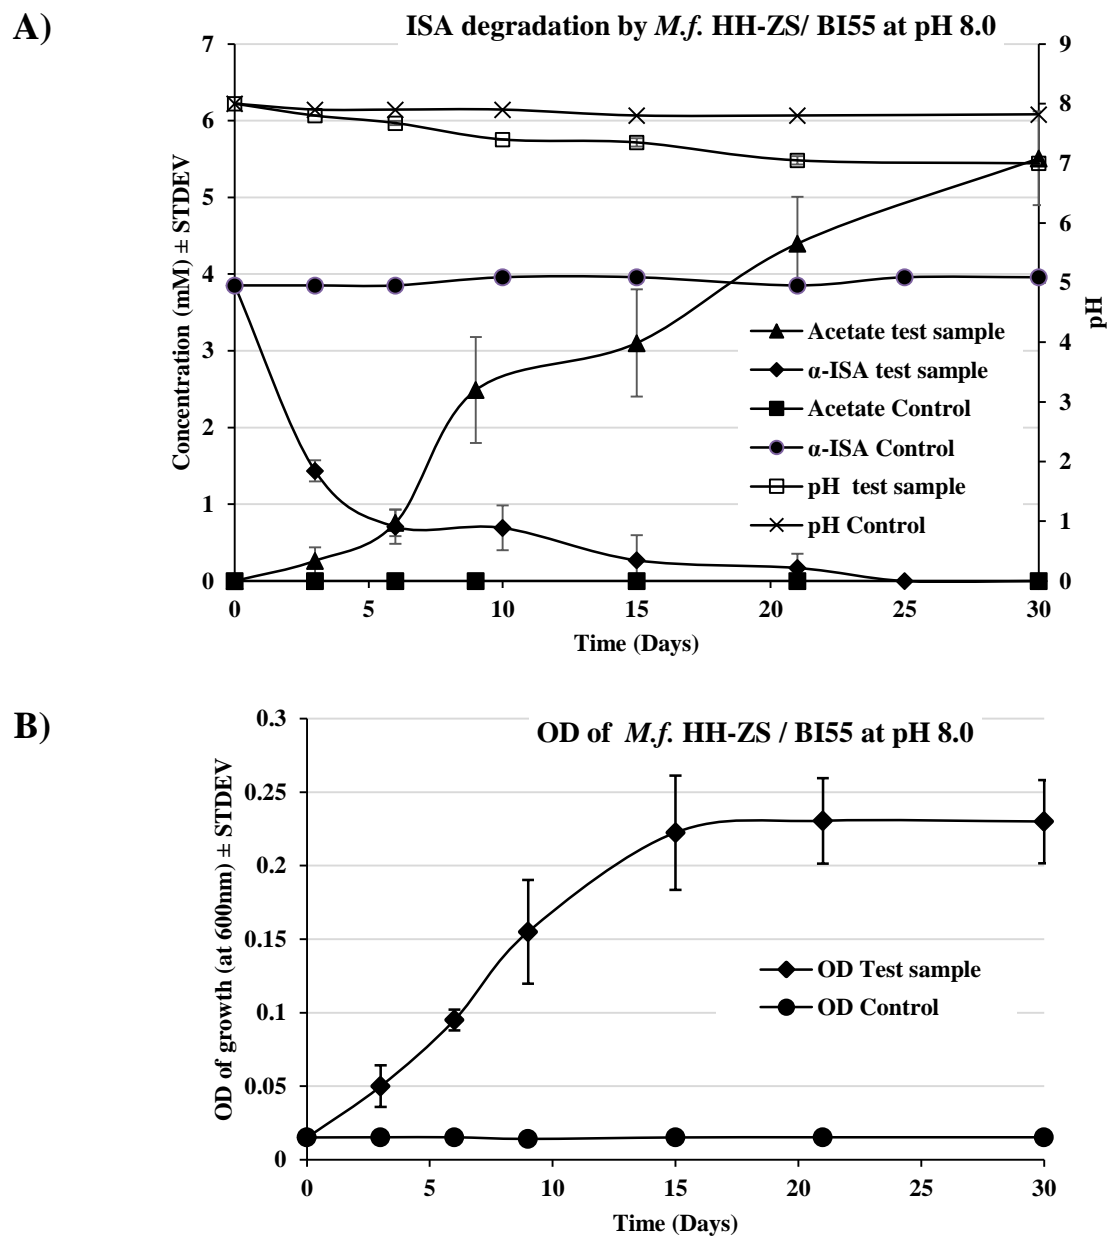 A)
ISA degradation by M.f. HH-ZS/ BI55 at pH 8.0
7
6
5
4
3
2
1
0
Concentration (mM) ± STDEV
9
8
7
6
5
4
3
2
1
0
pH
Acetate test sample
α-ISA test sample
Acetate Control
α-ISA Control
pH test sample
pH Control
0 5 10 15 20 25 30
Time (Days)
B)
OD of M.f. HH-ZS / BI55 at pH 8.0
0.3
0.25
0.2
0.15
0.1
0.05
0
OD of growth (at 600nm) ± STDEV
OD Test sample
OD Control
0 5 10 15 20 25 30
Time (Days)